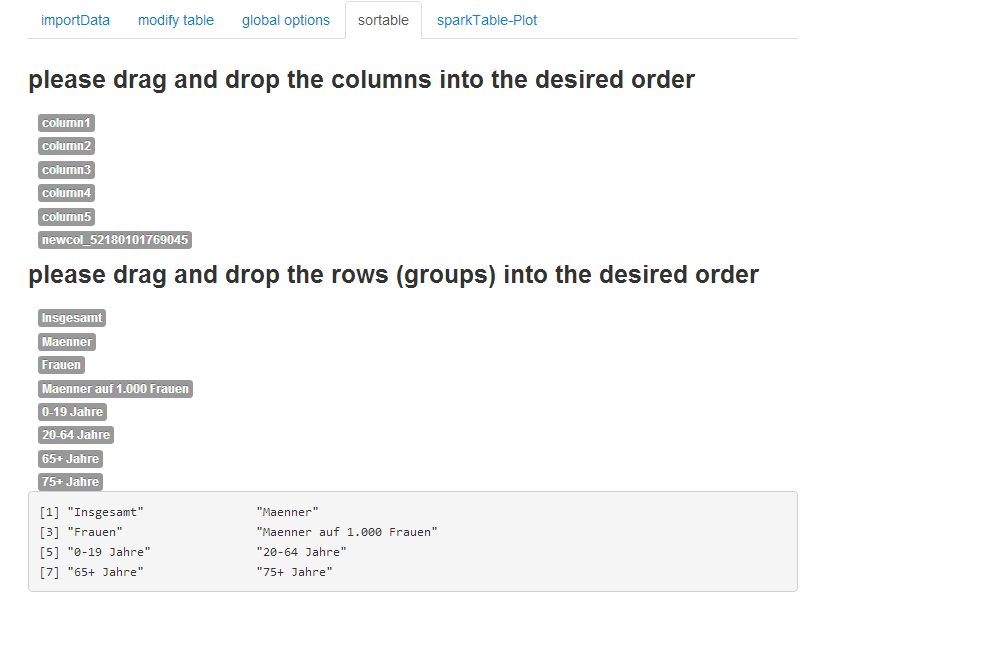 importData modify table global options sortable sparkTable-Plot
please drag and drop the columns into the desired order
column1
column2
column3
column4
column5
newcol_52180101769045
please drag and drop the rows (groups) into the desired order
Insgesamt
Maenner
Frauen
Maenner auf 1.000 Frauen
0-19 Jahre
20-64 Jahre
65+ Jahre
75+ Jahre
[1] "Insgesamt" "Maenner"
[3] "Frauen" "Maenner auf 1.000 Frauen"
[5] "0-19 Jahre" "20-64 Jahre"
[7] "65+ Jahre" "75+ Jahre"